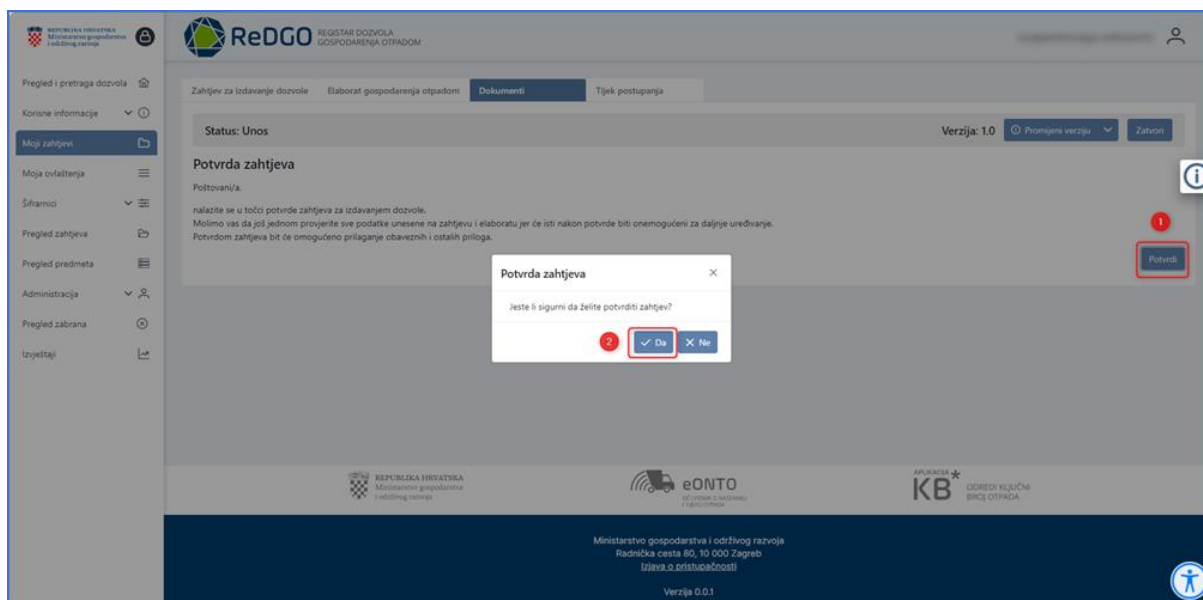 REPUBLIKA HRVATSKA
Ministarstvo gospodarstva
i održivog razvoja
ReDGO REGISTAR DOZVOLA
GOSPODARENJA OTPADOM
Pregled i pretraga dozvola
Korisne informacije
Moji zahtjevi
Moja ovlaštenja
Šifarnici
Pregled zahtjeva
Pregled predmeta
Administracija
Pregled zabrana
Izvještaji
Zahtjev za izdavanje dozvole Elaborat gospodarenja otpadom Dokumenti Tijek postupanja
Status: Unos Verzija: 1.0 Promijeni verziju Zatvori
Potvrda zahtjeva
Poštovani/a,
nalazite se u točci potvrde zahtjeva za izdavanjem dozvole.
Molimo vas da još jednom provjerite sve podatke unesene na zahtjevu i elaboratu jer će isti nakon potvrde biti onemogućeni za daljnje uređivanje.
Potvrdom zahtjeva bit će omogućeno prilaganje obaveznih i ostalih priloga.
1
Potvrdi
Potvrda zahtjeva
Jeste li sigurni da želite potvrditi zahtjev?
2 Da Ne
REPUBLIKA HRVATSKA
Ministarstvo gospodarstva
i održivog razvoja
eONTO
APLIKACIJA
KB* ODREDI KLJUČNI
BROJ OTPADA
Ministarstvo gospodarstva i održivog razvoja
Radnička cesta 80, 10 000 Zagreb
Izjava o pristupačnosti
Verzija 0.0.1